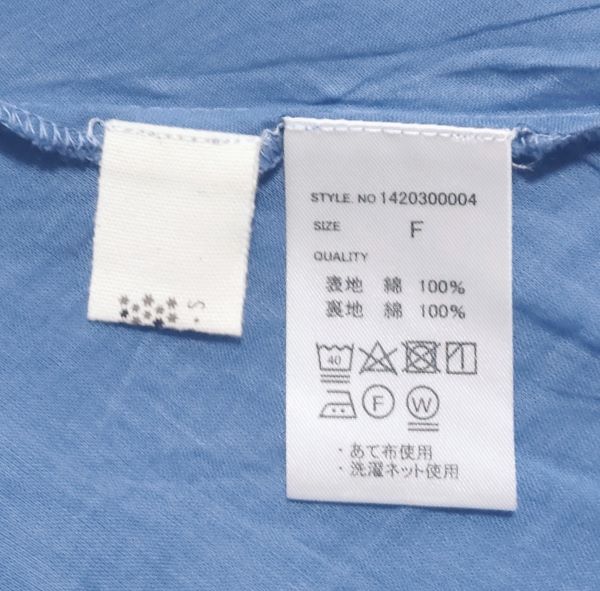 STYLE. NO 1420300004
SIZE F
QUALITY
表地 綿 100%
裏地 綿 100%
40
F
W
・あて布使用
・洗濯ネット使用